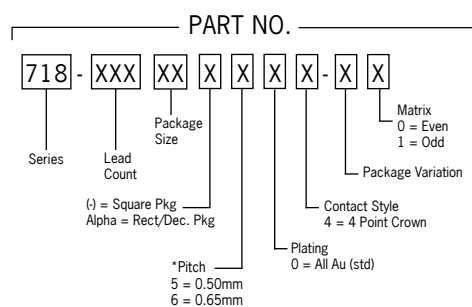 PART NO.
718 - XXX XX X X X X - X X
Matrix
0 = Even
1 = Odd
Package
Size
Series
Lead
Count
Package Variation
(-) = Square Pkg
Alpha = Rect/Dec. Pkg
Contact Style
4 = 4 Point Crown
Plating
0 = All Au (std)
*Pitch
5 = 0.50mm
6 = 0.65mm